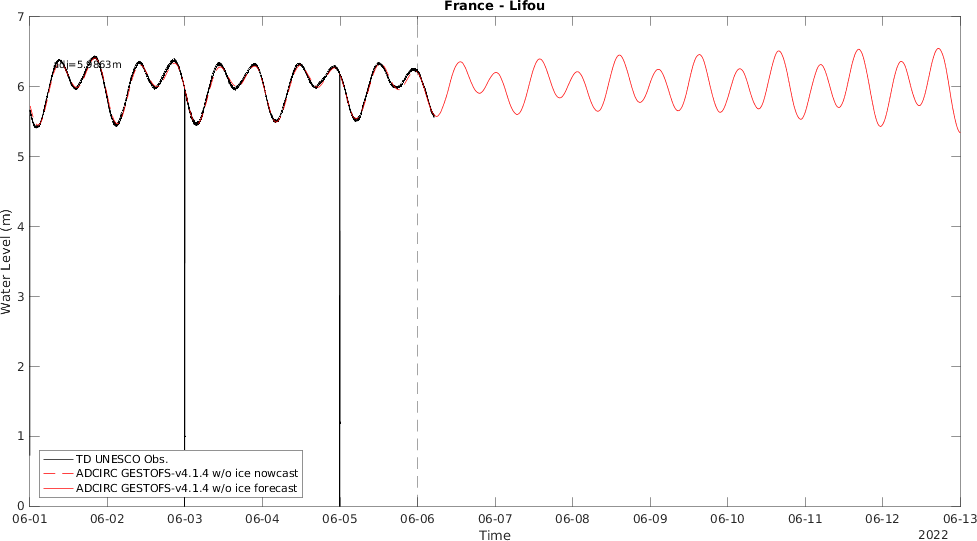 France - Lifou
7
6
5
4
3
2
1
0
Water Level (m)
adj=5.9863m
TD UNESCO Obs.
ADCIRC GESTOFS-v4.1.4 w/o ice nowcast
ADCIRC GESTOFS-v4.1.4 w/o ice forecast
06-01 06-02 06-03 06-04 06-05 06-06 06-07 06-08 06-09 06-10 06-11 06-12 06-13
Time
2022